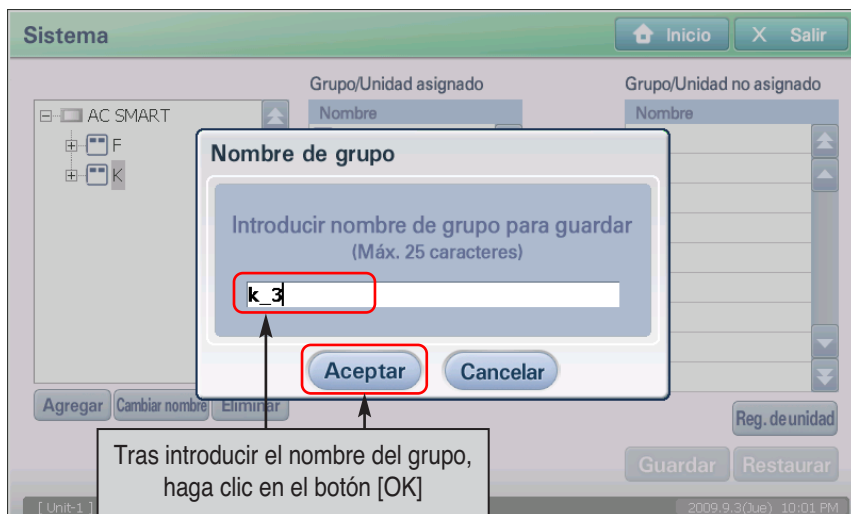 Sistema
Inicio
X Salir
Grupo/Unidad asignado
Grupo/Unidad no asignado
AC SMART
Nombre
Nombre
F
K
Nombre de grupo
Introducir nombre de grupo para guardar
(Máx. 25 caracteres)
k_3
Aceptar
Cancelar
Agregar
Cambiar nombre
Eliminar
Reg. de unidad
Tras introducir el nombre del grupo,
haga clic en el botón [OK]
Guardar
Restaurar
[ Unit-1 ]
2009.9.3(Jue) 10:01 PM